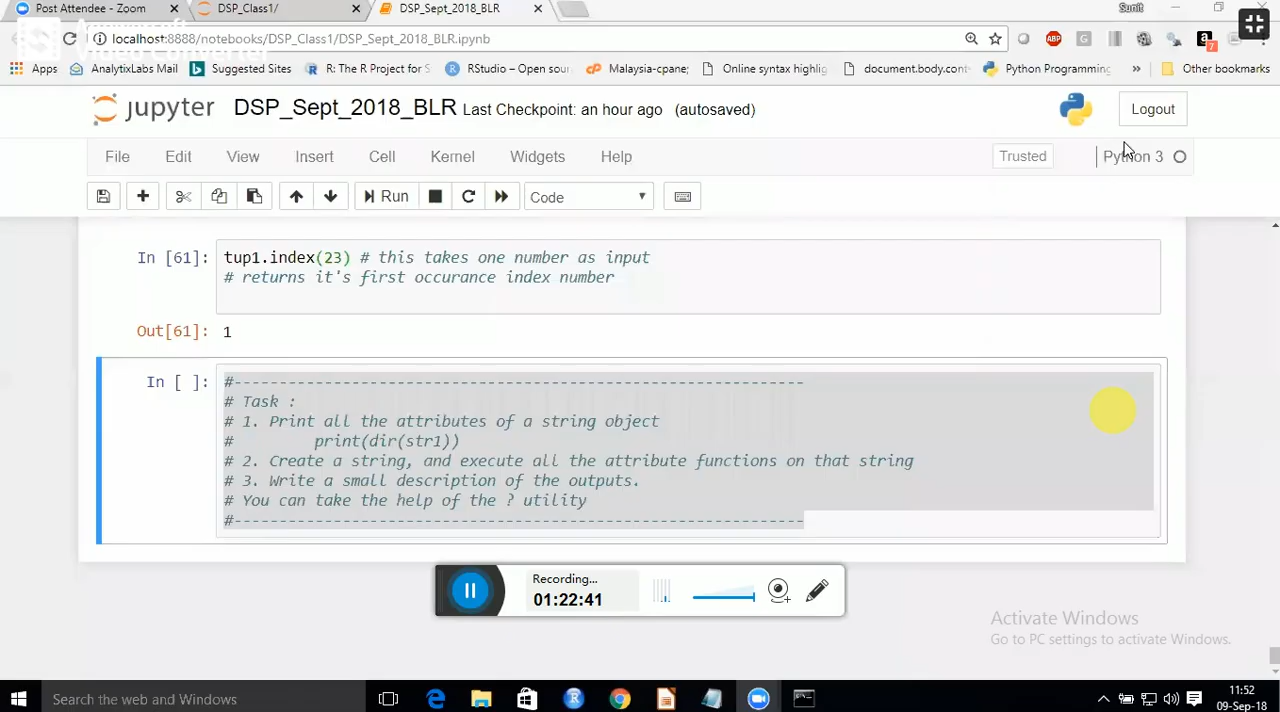 Post Attendee - Zoom
DSP_Class1/
DSP_Sept_2018_BLR
Sunit
localhost:8888/notebooks/DSP_Class1/DSP_Sept_2018_BLR.ipynb
ABP
7
Apps
AnalytixLabs Mail
Suggested Sites
R: The R Project for S
RStudio – Open sour
Malaysia-cpane;
Online syntax highlig
document.body.cont
Python Programming
»
Other bookmarks
jupyter
DSP_Sept_2018_BLR
Last Checkpoint: an hour ago
(autosaved)
Logout
File
Edit
View
Insert
Cell
Kernel
Widgets
Help
Trusted
Python 3
Run
Code
In [61]:
tup1.index(23) # this takes one number as input
# returns it's first occurance index number
Out[61]:
1
In [ ]:
#---------------------------------------------------------------
# Task :
# 1. Print all the attributes of a string object
#         print(dir(str1))
# 2. Create a string, and execute all the attribute functions on that string
# 3. Write a small description of the outputs.
# You can take the help of the ? utility
#---------------------------------------------------------------
Recording...
01:22:41
Activate Windows
Go to PC settings to activate Windows.
Search the web and Windows
11:52
09-Sep-18